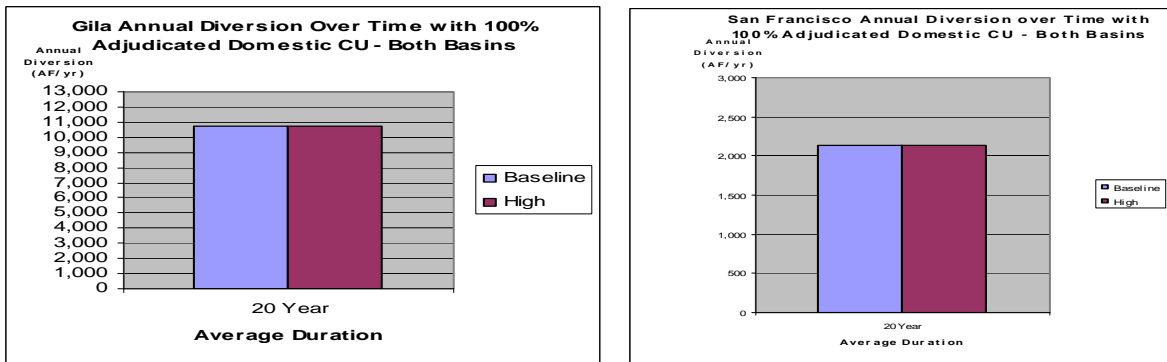 Gila Annual Diversion Over Time with 100%
Adjudicated Domestic CU - Both Basins
Annual
Diversion
(AF/yr)
13,000
12,000
11,000
10,000
9,000
8,000
7,000
6,000
5,000
4,000
3,000
2,000
1,000
0
20 Year
Average Duration
Baseline
High
San Francisco Annual Diversion over Time with
100% Adjudicated Domestic CU - Both Basins
Annual
Diversion
(AF/yr)
3,000
2,500
2,000
1,500
1,000
500
0
20 Year
Average Duration
Baseline
High